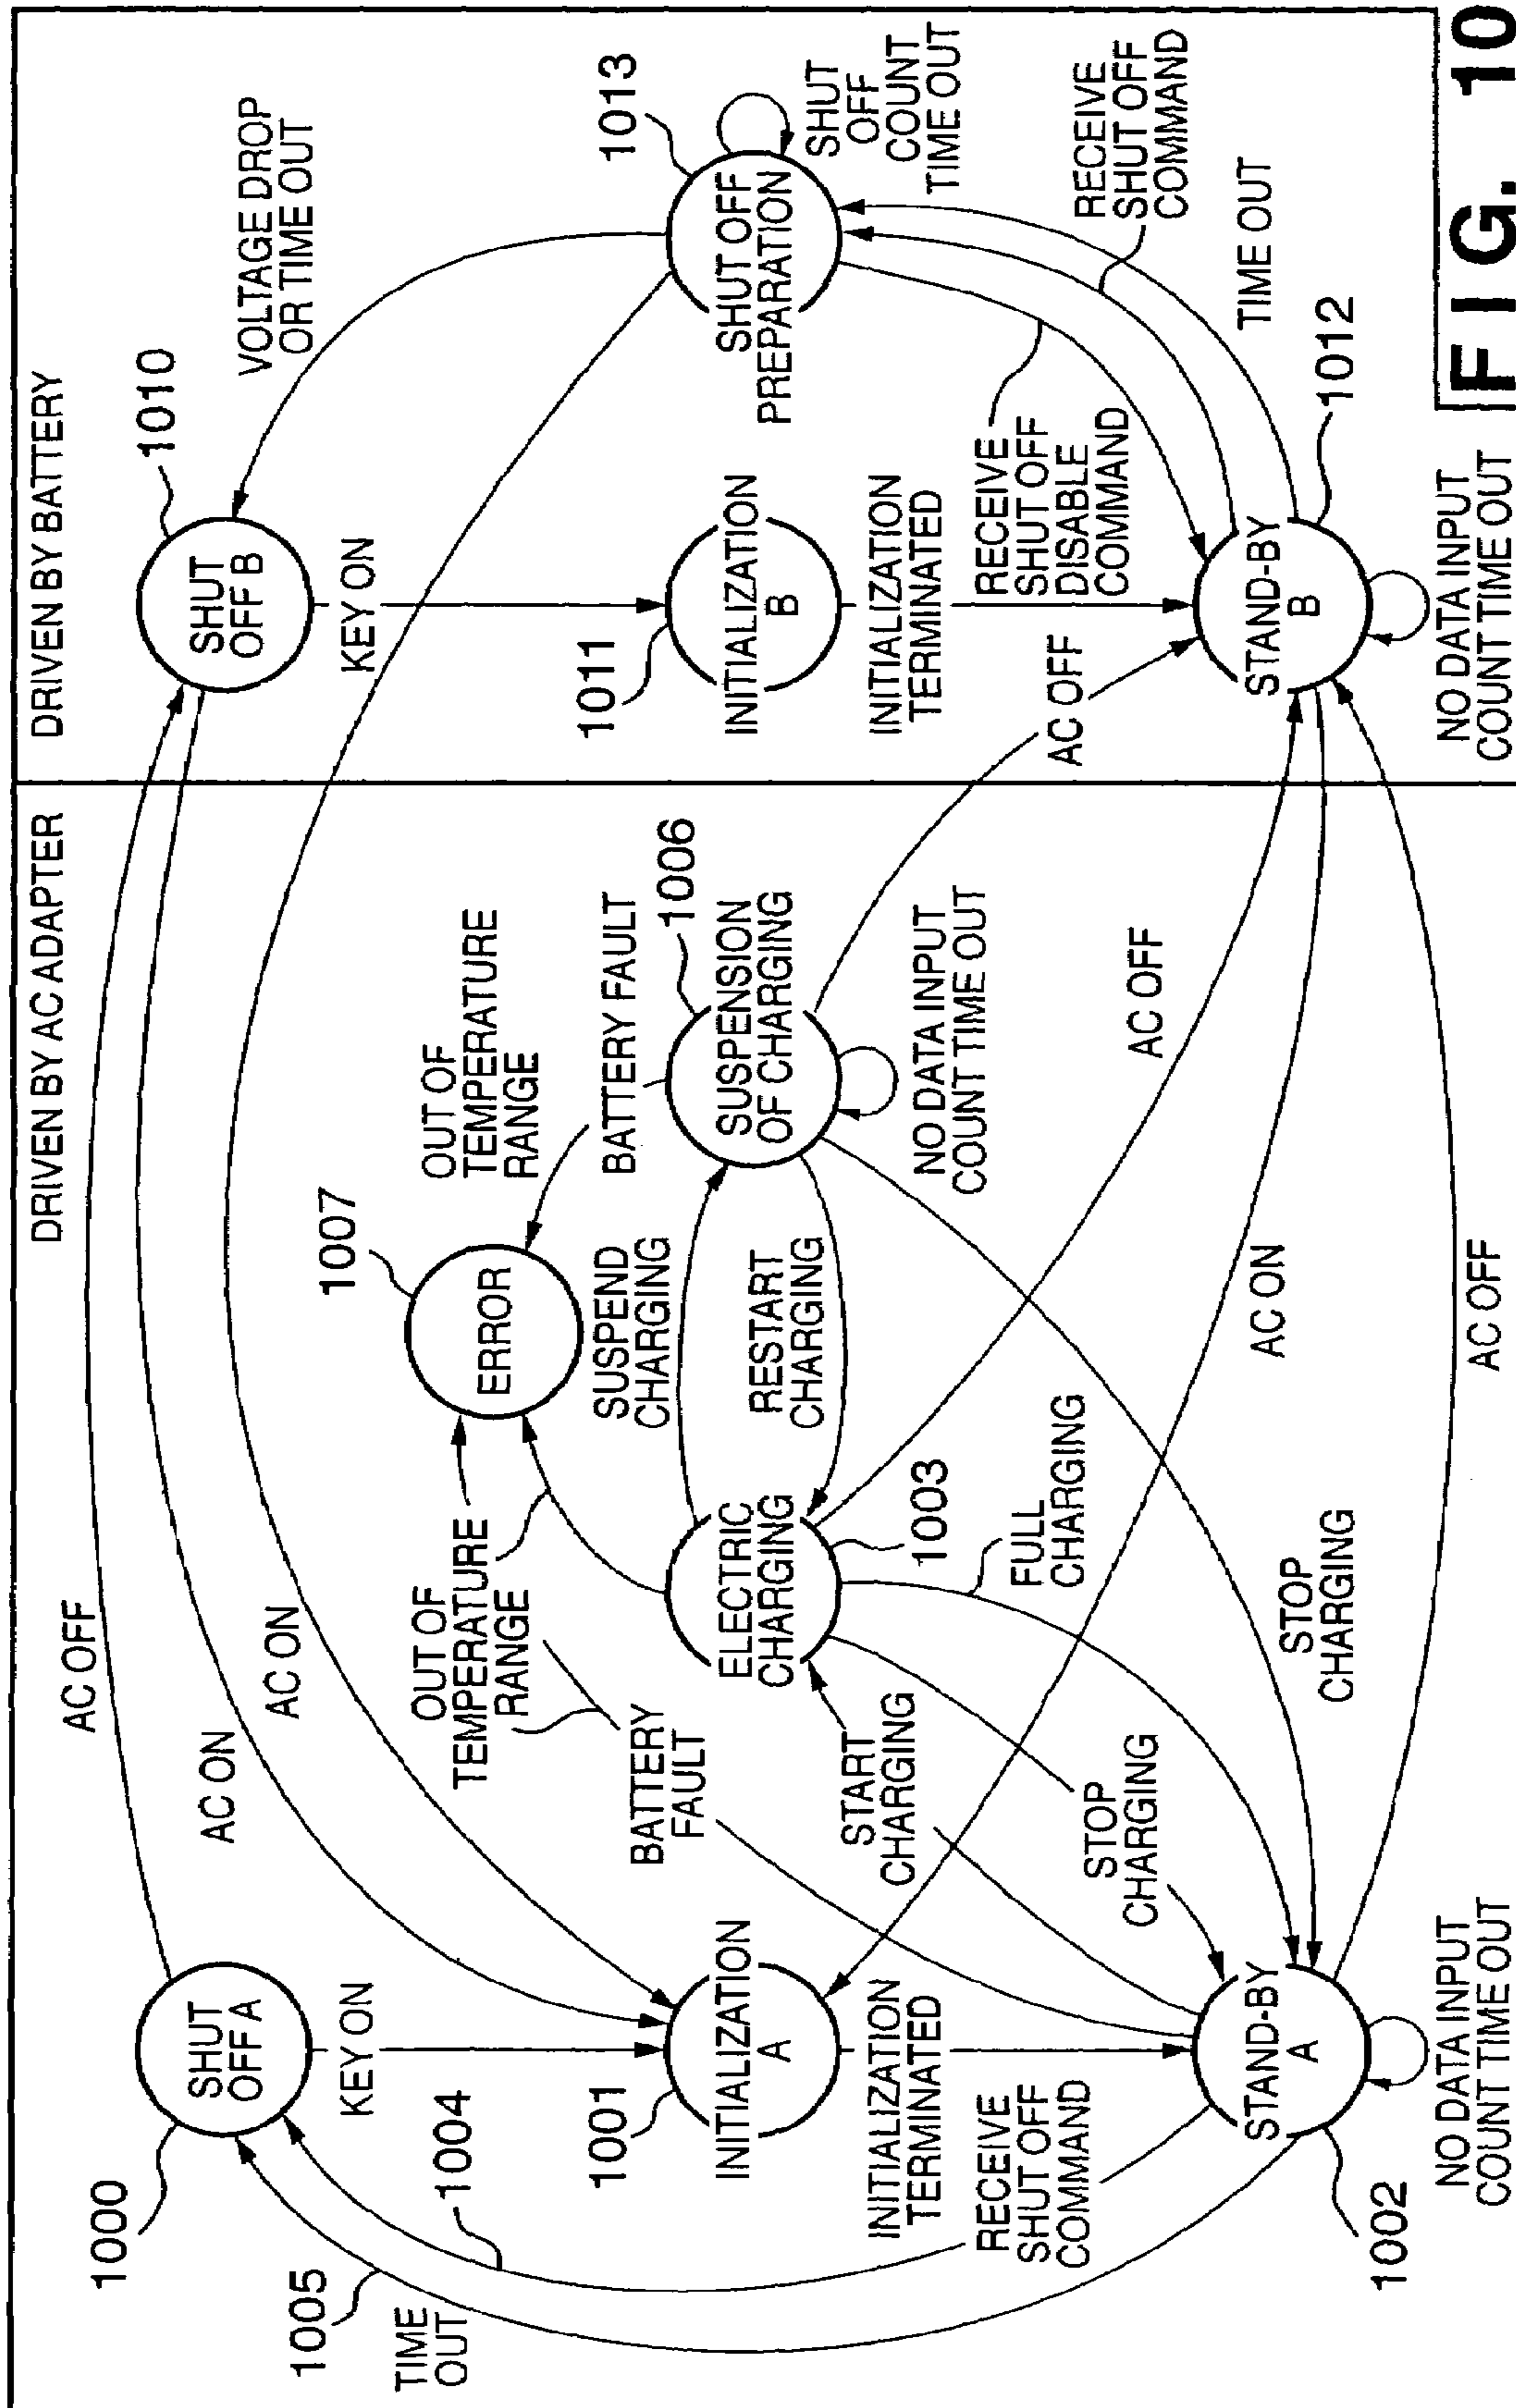 DRIVEN BY AC ADAPTER
DRIVEN BY BATTERY
1000
SHUT
OFF A
AC OFF
1010
SHUT
OFF B
VOLTAGE DROP
OR TIME OUT
1005
TIME
OUT
1004
KEY ON
AC ON
AC ON
1007
ERROR
OUT OF
TEMPERATURE
RANGE
KEY ON
OUT OF
TEMPERATURE
RANGE
BATTERY
FAULT
SUSPEND
CHARGING
BATTERY FAULT
1006
1011
1013
1001
INITIALIZATION
A
ELECTRIC
CHARGING
1003
RESTART
CHARGING
SUSPENSION
OF CHARGING
INITIALIZATION
B
SHUT OFF
PREPARATION
SHUT
OFF
COUNT
TIME OUT
INITIALIZATION
TERMINATED
START
CHARGING
NO DATA INPUT
COUNT TIME OUT
INITIALIZATION
TERMINATED
RECEIVE
SHUT OFF
COMMAND
STOP
CHARGING
FULL
CHARGING
AC OFF
AC OFF
RECEIVE
SHUT OFF
DISABLE
COMMAND
RECEIVE
SHUT OFF
COMMAND
STAND-BY
A
1002
STOP
CHARGING
AC ON
STAND-BY
B
1012
TIME OUT
NO DATA INPUT
COUNT TIME OUT
AC OFF
NO DATA INPUT
COUNT TIME OUT
FIG. 10